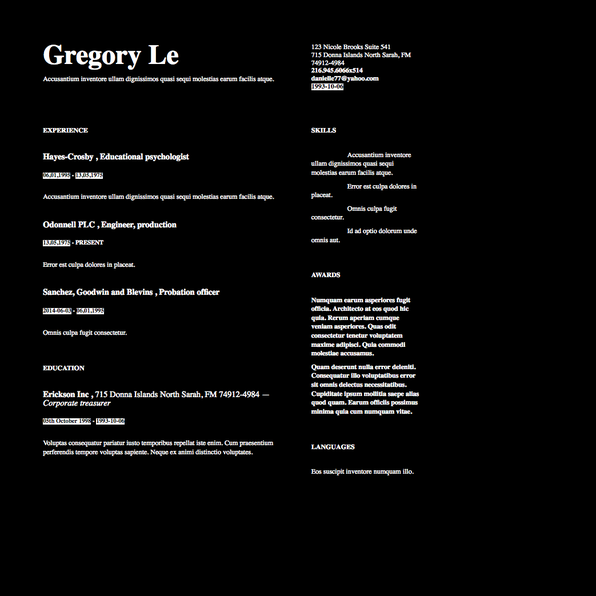 Gregory Le
Accusantium inventore ullam dignissimos quasi sequi molestias earum facilis atque.
123 Nicole Brooks Suite 541
715 Donna Islands North Sarah, FM
74912-4984
216.945.6066x514
danielle77@yahoo.com
1993-10-06
EXPERIENCE
Hayes-Crosby , Educational psychologist
06.01.1995 - 13.05.1975
Accusantium inventore ullam dignissimos quasi sequi molestias earum facilis atque.
Odonnell PLC , Engineer, production
13.05.1975 - PRESENT
Error est culpa dolores in placeat.
Sanchez, Goodwin and Blevins , Probation officer
2014-06-03 - 06.01.1995
Omnis culpa fugit consectetur.
EDUCATION
Erickson Inc , 715 Donna Islands North Sarah, FM 74912-4984 —
Corporate treasurer
05th October 1998 - 1993-10-06
Voluptas consequatur pariatur iusto temporibus repellat iste enim. Cum praesentium
perferendis tempore voluptas sapiente. Neque ex animi distinctio voluptates.
SKILLS
Accusantium inventore
ullam dignissimos quasi sequi
molestias earum facilis atque.
Error est culpa dolores in
placeat.
Omnis culpa fugit
consectetur.
Id ad optio dolorum unde
omnis aut.
AWARDS
Numquam earum asperiores fugit
officia. Architecto at eos quod hic
quia. Rerum aperiam cumque
veniam asperiores. Quas odit
consectetur tenetur voluptatem
maxime adipisci. Quia commodi
molestiae accusamus.
Quam deserunt nulla error deleniti.
Consequatur illo voluptatibus error
sit omnis delectus necessitatibus.
Cupiditate ipsum mollitia saepe alias
quod quam. Earum officiis possimus
minima quia cum numquam vitae.
LANGUAGES
Eos suscipit inventore numquam illo.